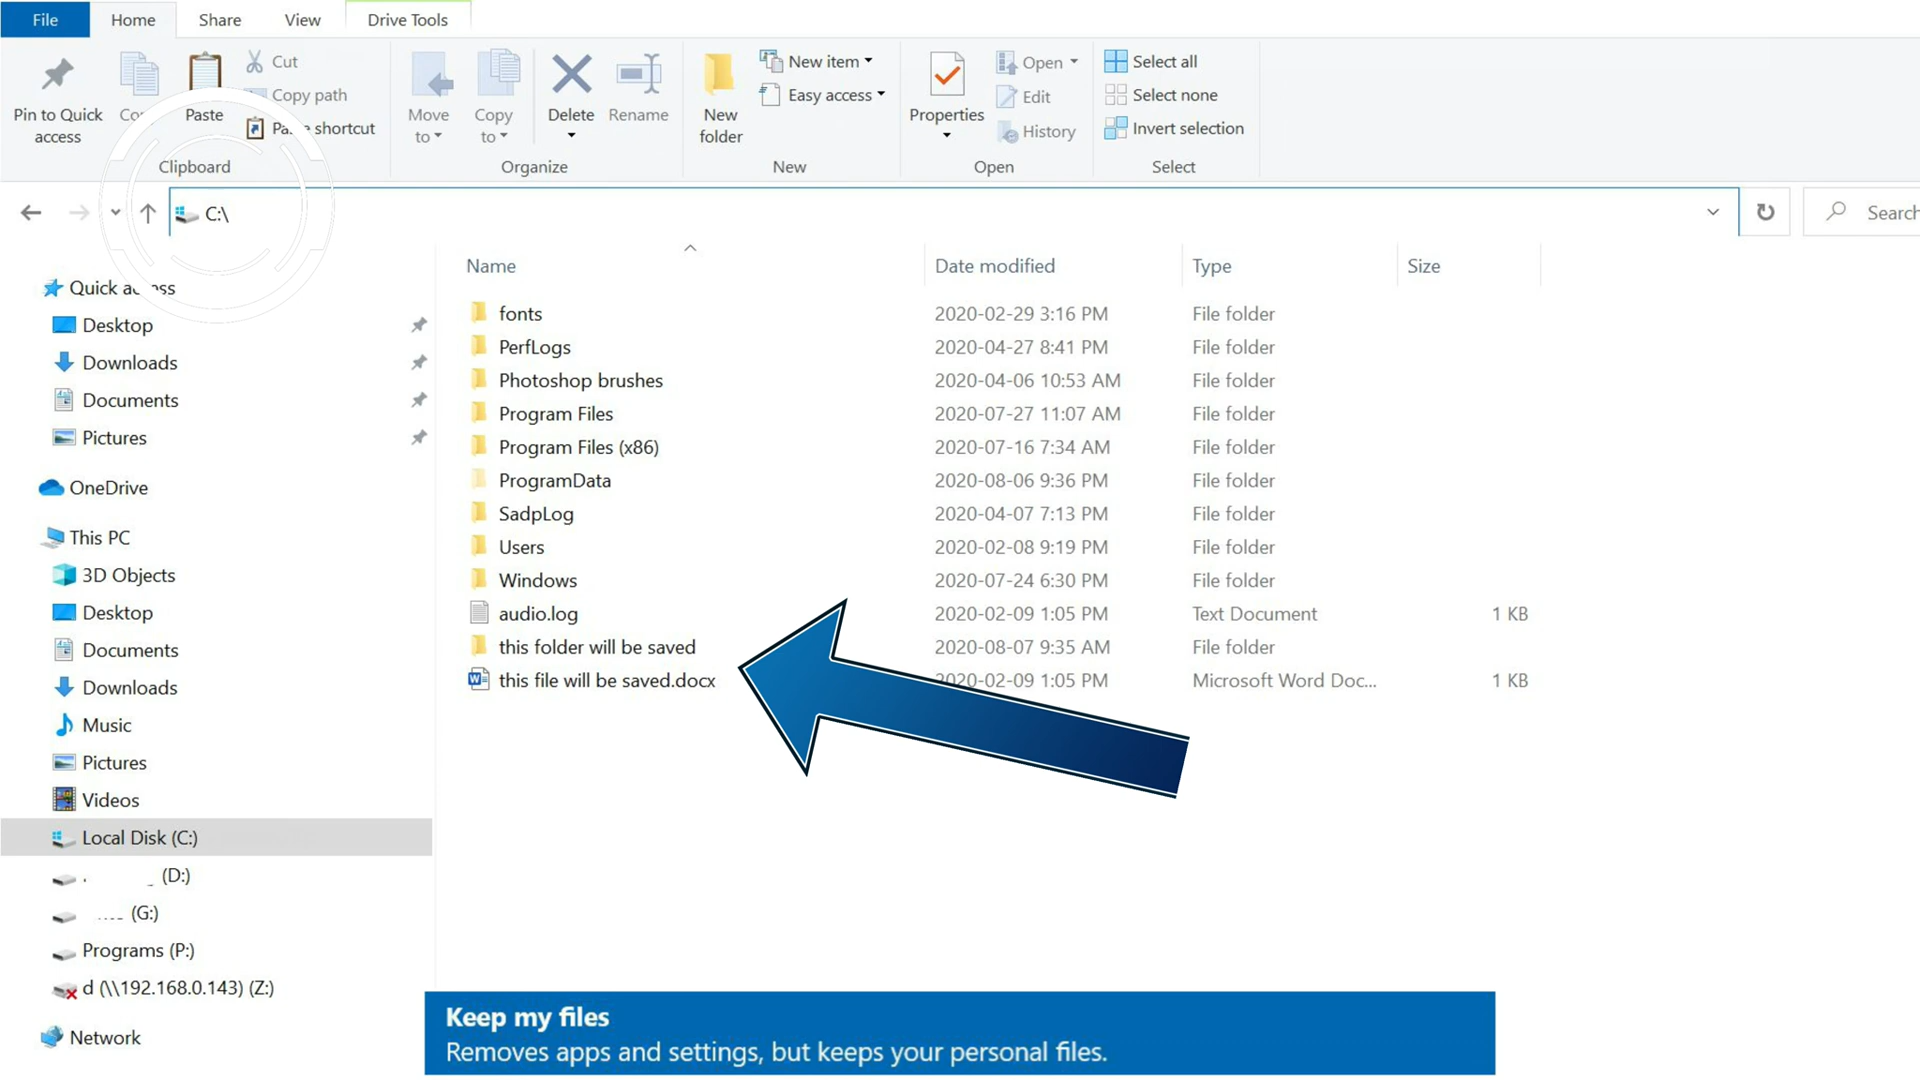 File Home Share View Drive Tools
Pin to Quick access
Paste
Cut
Copy path
shortcut
Clipboard
Move to
Copy to
Delete
Rename
Organize
New folder
New item
Easy access
New
Properties
Open
Edit
History
Open
Select all
Select none
Invert selection
Select
C:\
Search
Quick access
Desktop
Downloads
Documents
Pictures
OneDrive
This PC
3D Objects
Desktop
Documents
Downloads
Music
Pictures
Videos
Local Disk (C:)
(D:)
(G:)
Programs (P:)
d (\\192.168.0.143) (Z:)
Network
Name Date modified Type Size
fonts 2020-02-29 3:16 PM File folder
PerfLogs 2020-04-27 8:41 PM File folder
Photoshop brushes 2020-04-06 10:53 AM File folder
Program Files 2020-07-27 11:07 AM File folder
Program Files (x86) 2020-07-16 7:34 AM File folder
ProgramData 2020-08-06 9:36 PM File folder
SadpLog 2020-04-07 7:13 PM File folder
Users 2020-02-08 9:19 PM File folder
Windows 2020-07-24 6:30 PM File folder
audio.log 2020-02-09 1:05 PM Text Document 1 KB
this folder will be saved 2020-08-07 9:35 AM File folder
this file will be saved.docx 2020-02-09 1:05 PM Microsoft Word Doc... 1 KB
Keep my files
Removes apps and settings, but keeps your personal files.